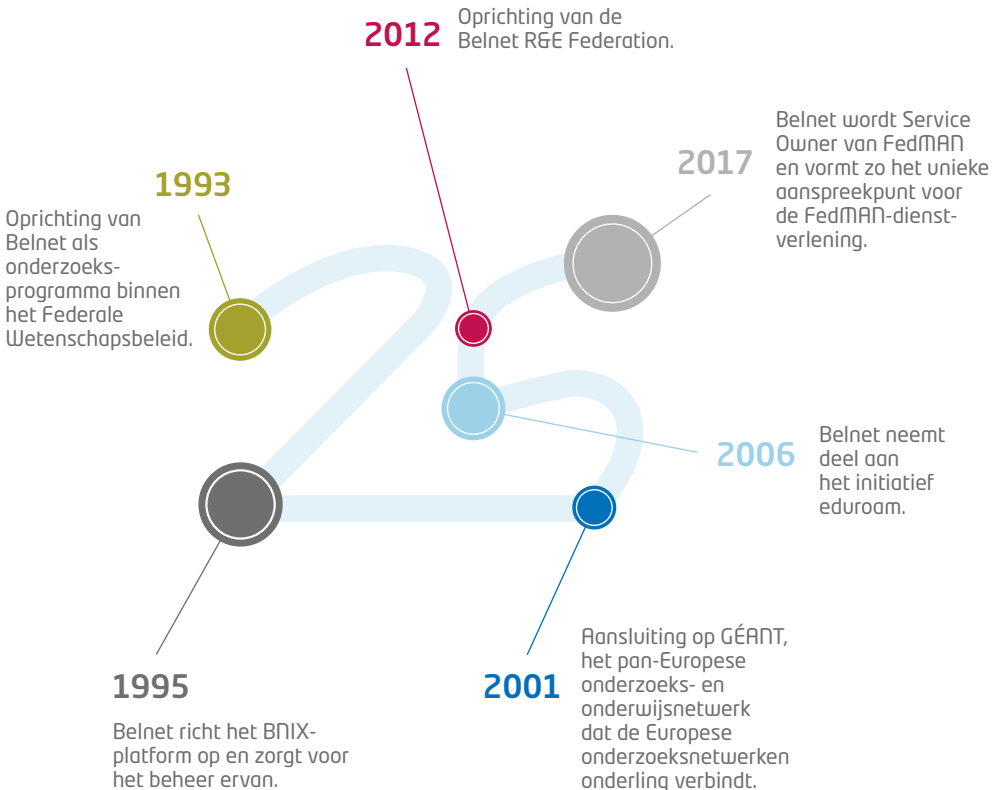 2012
Oprichting van de
Belnet R&E Federation.
1993
Oprichting van
Belnet als
onderzoeks-
programma binnen
het Federale
Wetenschapsbeleid.
2017
Belnet wordt Service
Owner van FedMAN
en vormt zo het unieke
aanspreekpunt voor
de FedMAN-dienst-
verlening.
2006
Belnet neemt
deel aan
het initiatief
eduroam.
1995
Belnet richt het BNIX-
platform op en zorgt voor
het beheer ervan.
2001
Aansluiting op GÉANT,
het pan-Europese
onderzoeks- en
onderwijsnetwerk
dat de Europese
onderzoeksnetwerken
onderling verbindt.